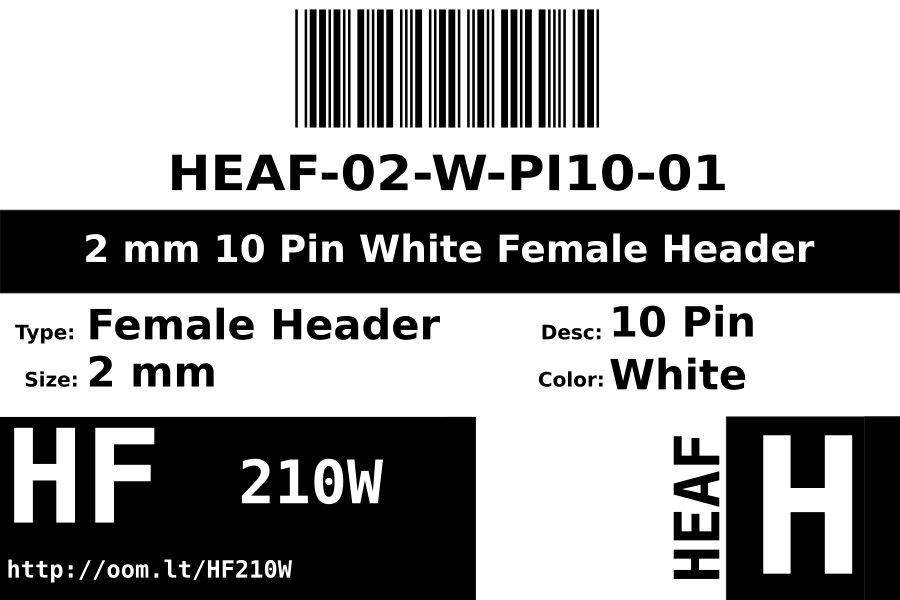 HEAF-02-W-PI10-01
2 mm 10 Pin White Female Header
Type: Female Header
Desc: 10 Pin
Size: 2 mm
Color: White
HF 210W
http://oom.lt/HF210W
HEAF
H